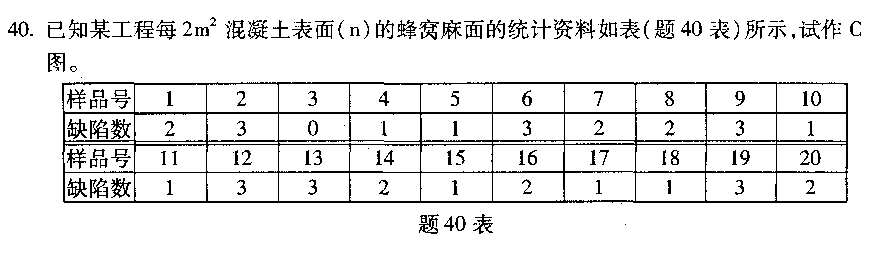 40. 已知某工程每2m² 混凝土表面(n)的蜂窝麻面的统计资料如表(题40表)所示,试作C
图。
样品号 1 2 3 4 5 6 7 8 9 10
缺陷数 2 3 0 1 1 3 2 2 3 1
样品号 11 12 13 14 15 16 17 18 19 20
缺陷数 1 3 3 2 1 2 1 1 3 2
题40表